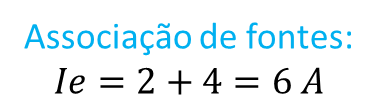 Associação de fontes:
Ie = 2 + 4 = 6 A